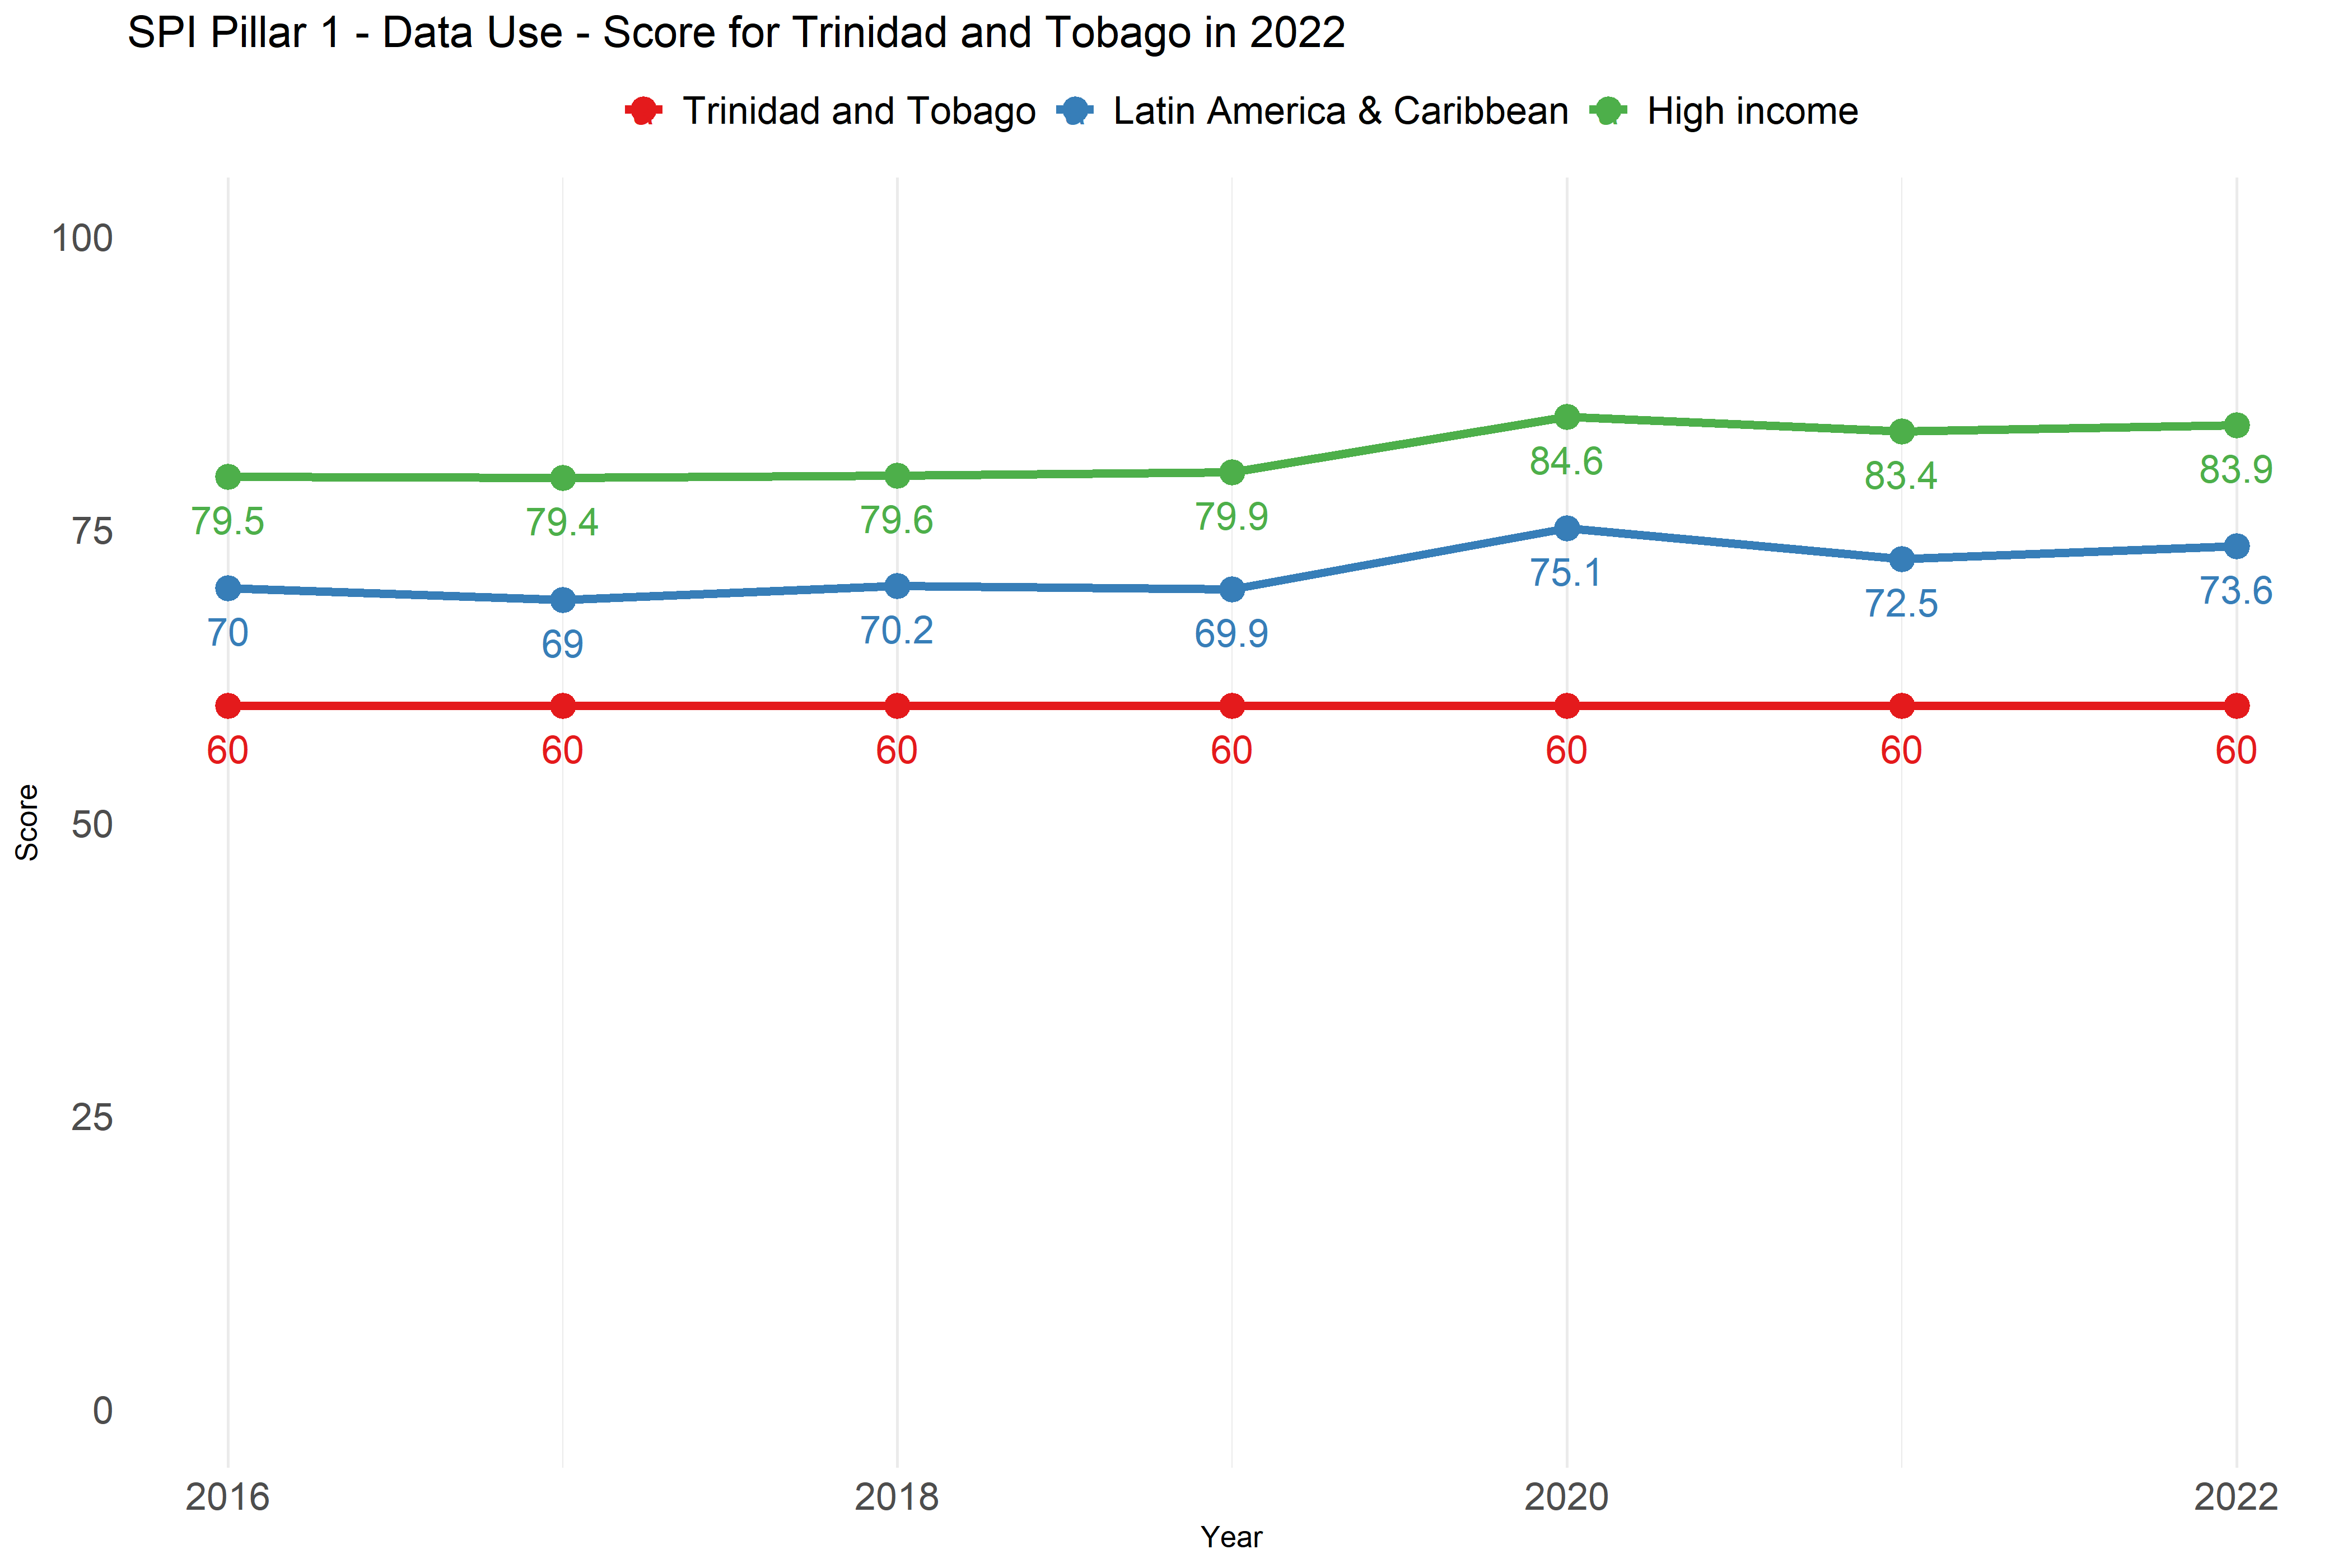 SPI Pillar 1 - Data Use - Score for Trinidad and Tobago in 2022
Trinidad and Tobago Latin America & Caribbean High income
100
75
50
25
0
Score
79.5 79.4 79.6 79.9 84.6 83.4 83.9
70 69 70.2 69.9 75.1 72.5 73.6
60 60 60 60 60 60 60
2016 2018 2020 2022
Year